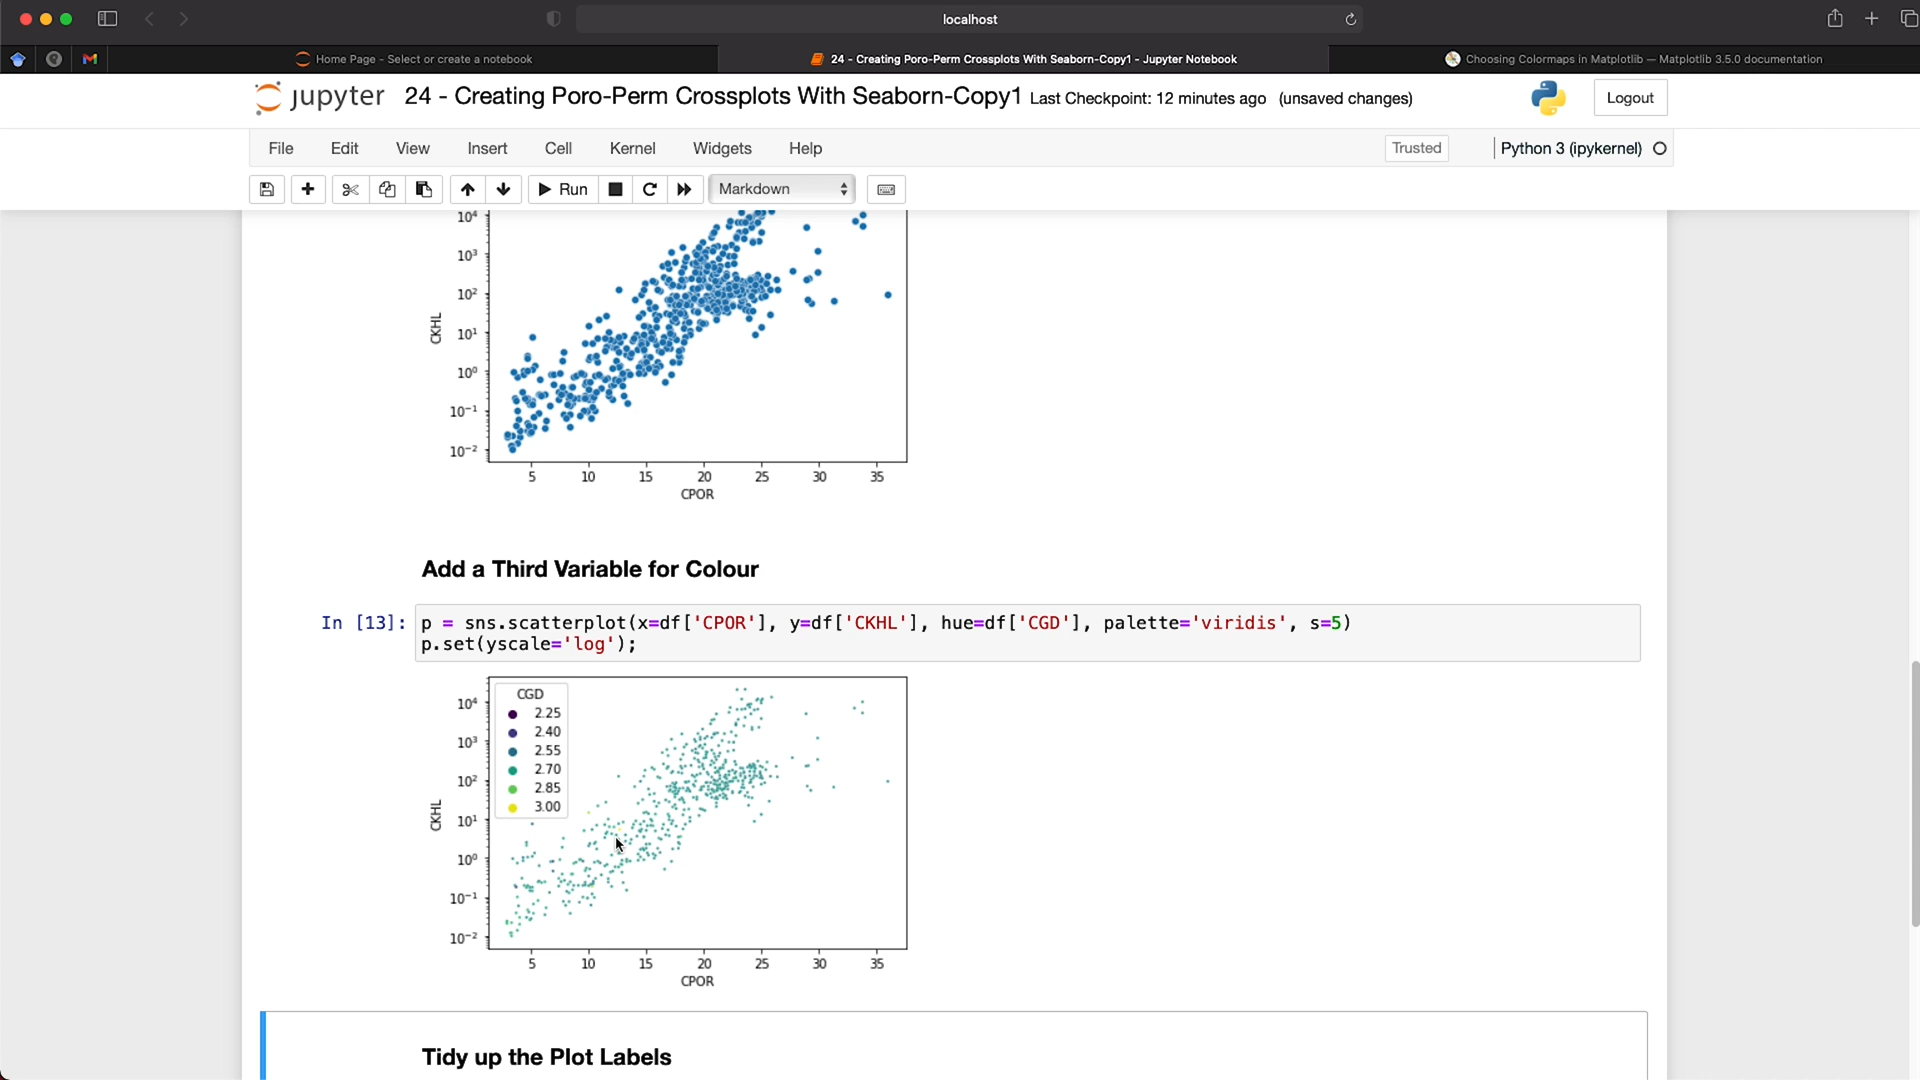 localhost
Home Page - Select or create a notebook
24 - Creating Poro-Perm Crossplots With Seaborn-Copy1 - Jupyter Notebook
Choosing Colormaps in Matplotlib — Matplotlib 3.5.0 documentation
jupyter 24 - Creating Poro-Perm Crossplots With Seaborn-Copy1 Last Checkpoint: 12 minutes ago (unsaved changes)
Logout
File Edit View Insert Cell Kernel Widgets Help
Trusted
Python 3 (ipykernel)
Run
Markdown
10⁴
10³
10²
10¹
10⁰
10⁻¹
10⁻²
CKHL
5 10 15 20 25 30 35
CPOR
Add a Third Variable for Colour
In [13]: p = sns.scatterplot(x=df['CPOR'], y=df['CKHL'], hue=df['CGD'], palette='viridis', s=5)
p.set(yscale='log');
CGD
2.25
2.40
2.55
2.70
2.85
3.00
10⁴
10³
10²
10¹
10⁰
10⁻¹
10⁻²
CKHL
5 10 15 20 25 30 35
CPOR
Tidy up the Plot Labels